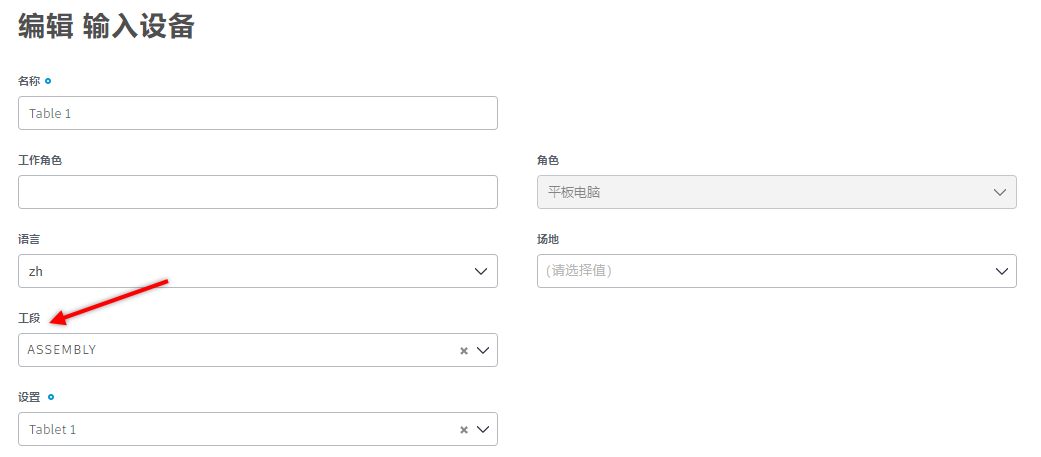 编辑 输入设备
名称
Table 1
工作角色
角色
平板电脑
语言
场地
zh
(请选择值)
工段
ASSEMBLY
设置
Tablet 1